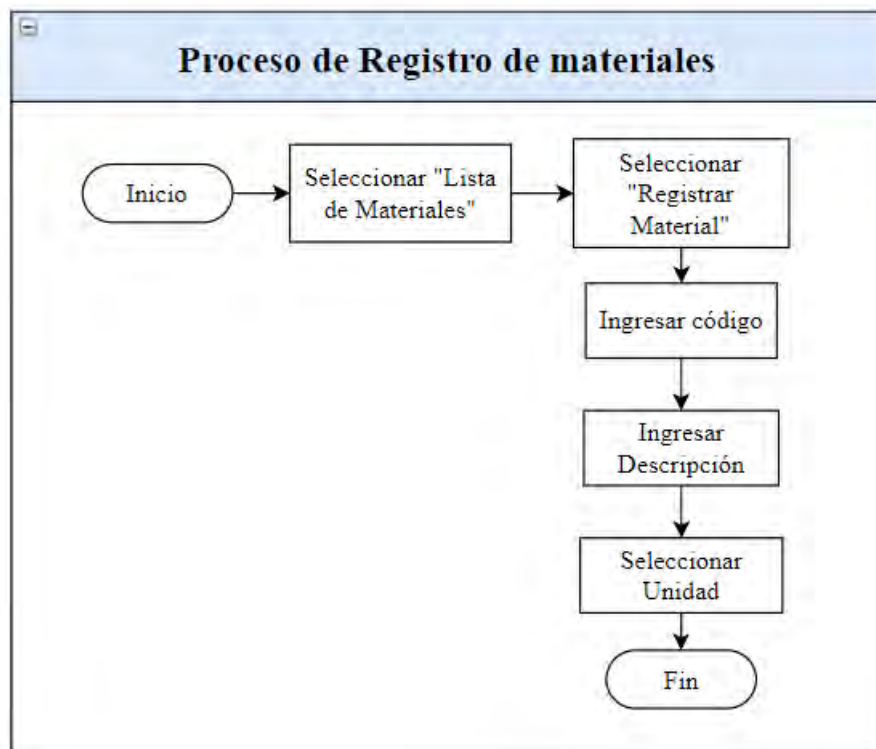 Proceso de Registro de materiales
Inicio
Seleccionar "Lista
de Materiales"
Seleccionar
"Registrar
Material"
Ingresar código
Ingresar
Descripción
Seleccionar
Unidad
Fin